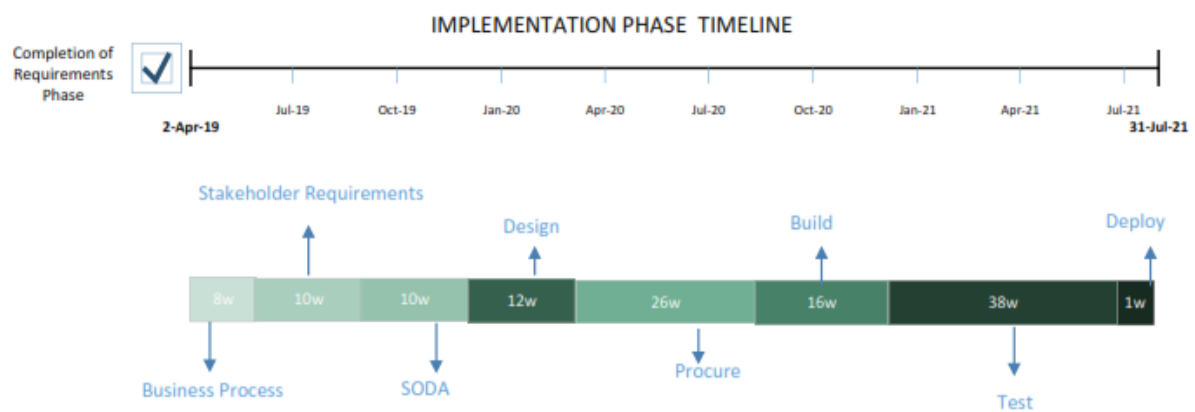 IMPLEMENTATION PHASE TIMELINE
Completion of
Requirements
Phase
Jul-19
Oct-19
Jan-20
Apr-20
Jul-20
Oct-20
Jan-21
Apr-21
Jul-21
2-Apr-19
31-Jul-21
Stakeholder Requirements
Design
Build
Deploy
8w
10w
10w
12w
26w
16w
38w
1w
Business Process
SODA
Procure
Test